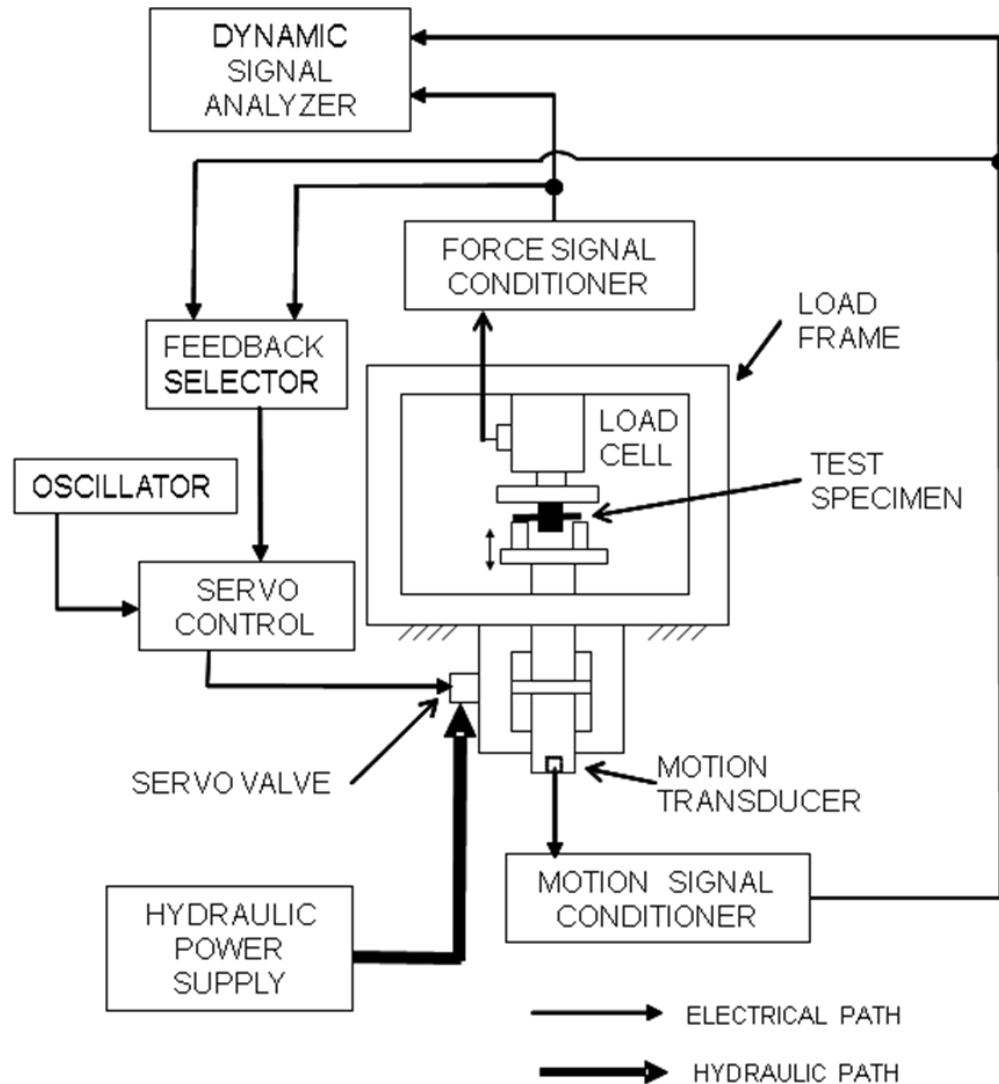 DYNAMIC
SIGNAL
ANALYZER
FORCE SIGNAL
CONDITIONER
LOAD
FRAME
FEEDBACK
SELECTOR
LOAD
CELL
TEST
SPECIMEN
OSCILLATOR
SERVO
CONTROL
SERVO VALVE
MOTION
TRANSDUCER
MOTION SIGNAL
CONDITIONER
HYDRAULIC
POWER
SUPPLY
ELECTRICAL PATH
HYDRAULIC PATH